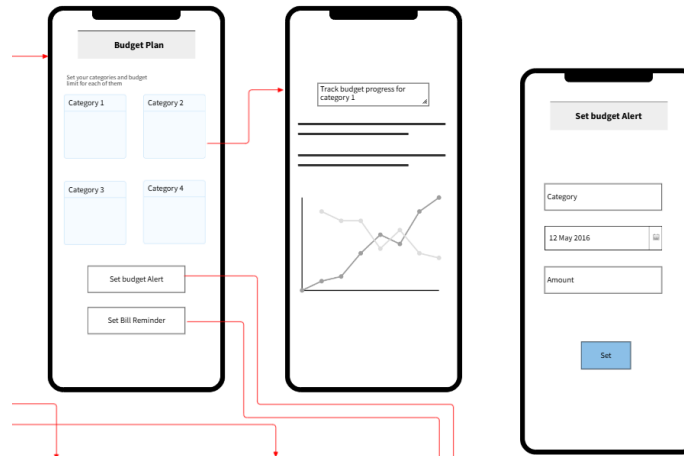 Budget Plan
Set your categories and budget
limit for each of them
Category 1
Category 2
Category 3
Category 4
Set budget Alert
Set Bill Reminder
Track budget progress for
category 1
Set budget Alert
Category
12 May 2016
Amount
Set